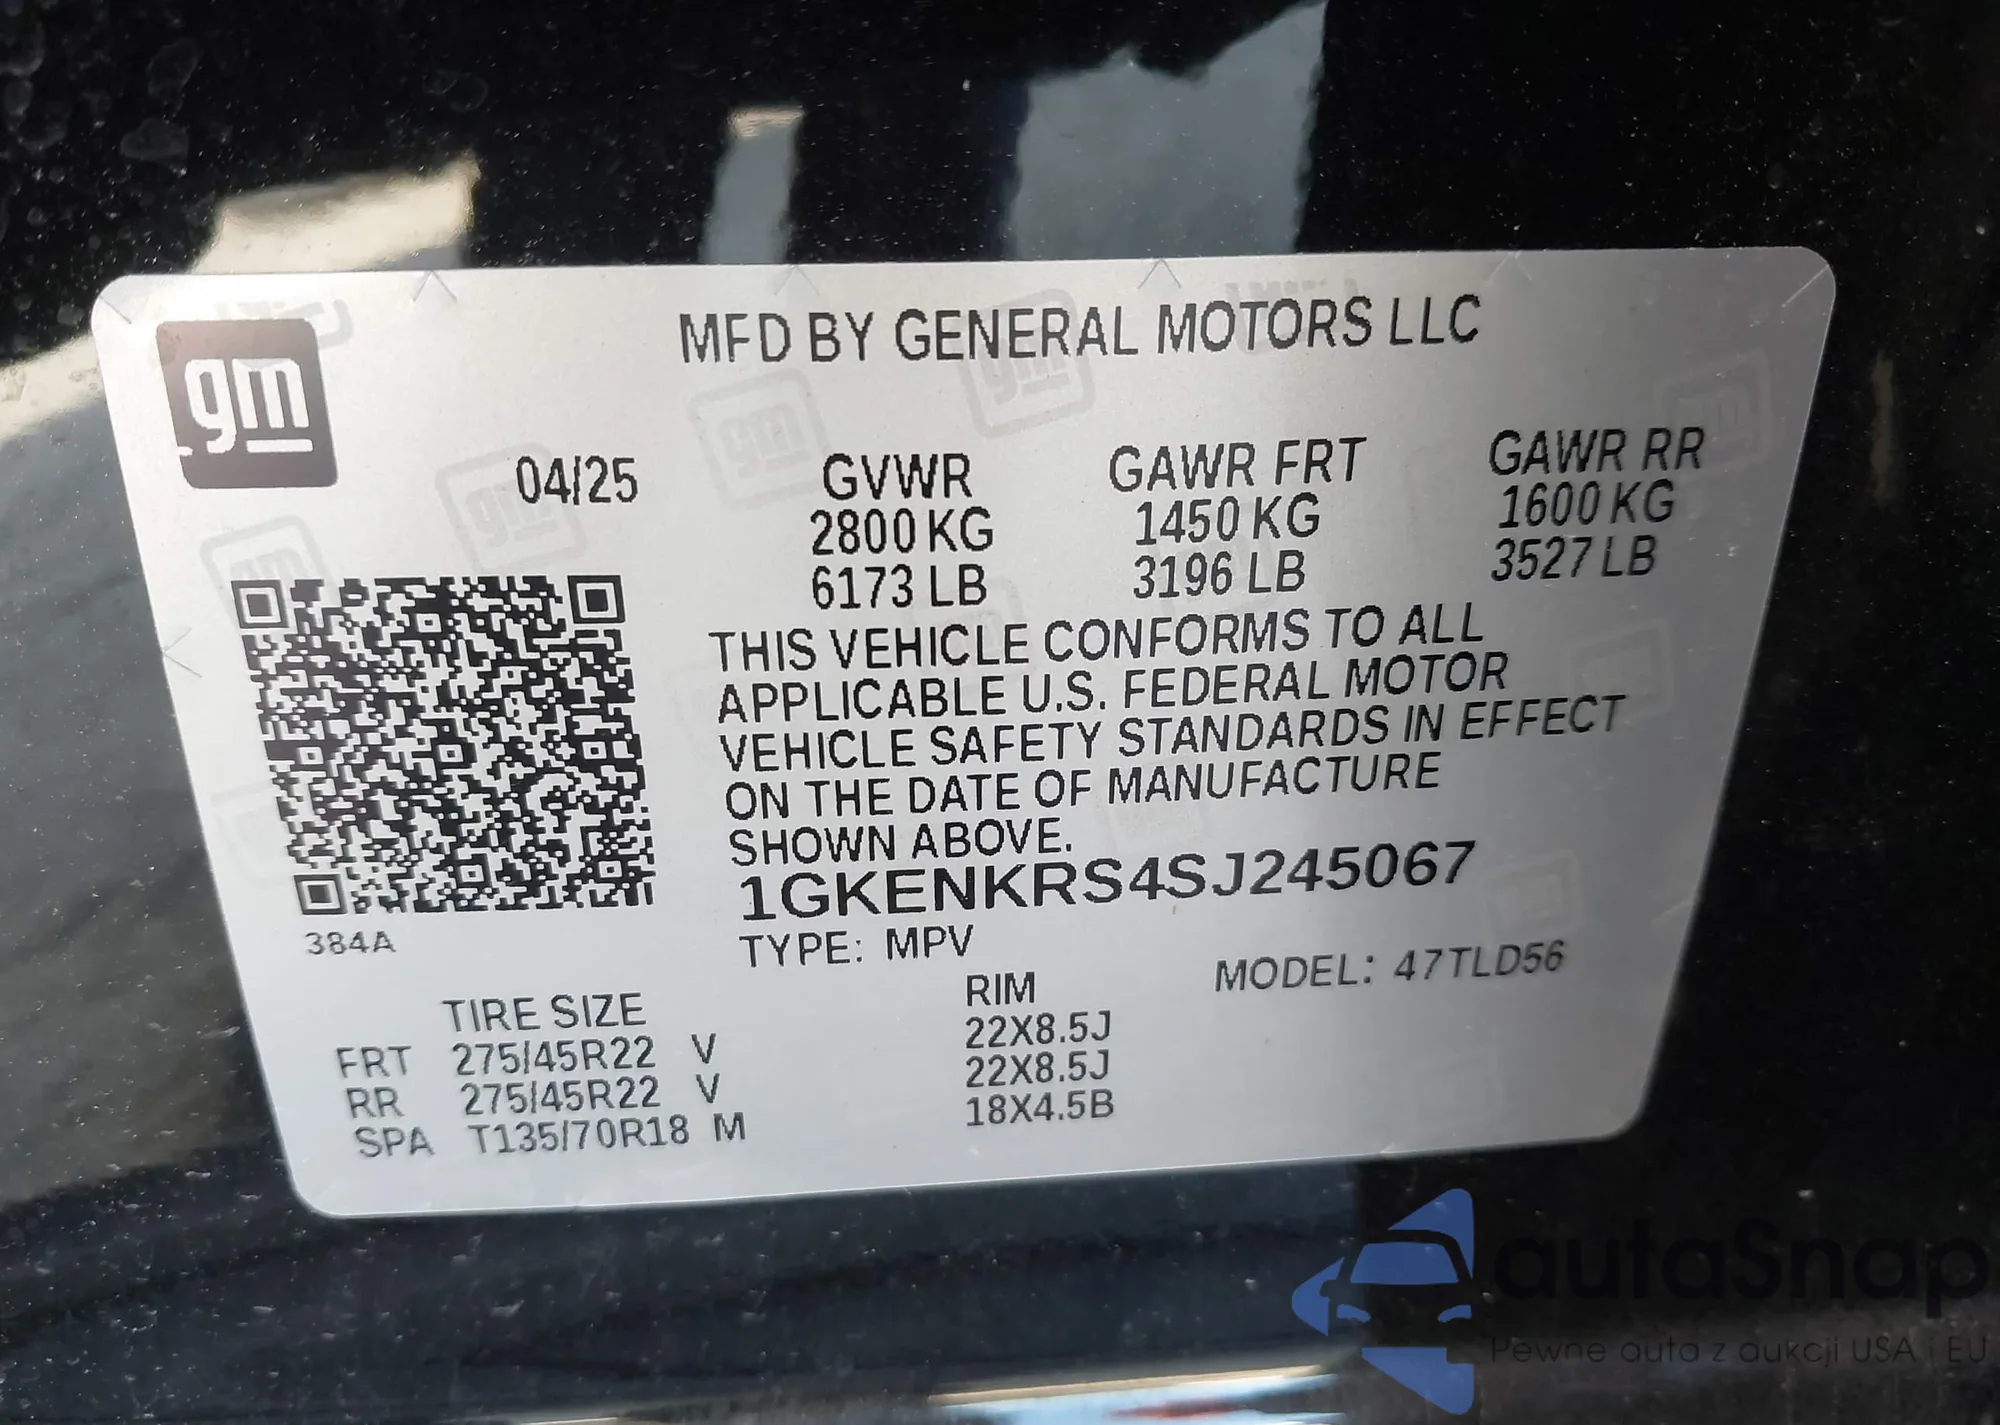 gm
MFD BY GENERAL MOTORS LLC
04/25
GVWR
2800 KG
6173 LB
GAWR FRT
1450 KG
3196 LB
GAWR RR
1600 KG
3527 LB
THIS VEHICLE CONFORMS TO ALL
APPLICABLE U.S. FEDERAL MOTOR
VEHICLE SAFETY STANDARDS IN EFFECT
ON THE DATE OF MANUFACTURE
SHOWN ABOVE.
1GKENKRS4SJ245067
384A
TYPE: MPV
MODEL: 47TLD56
TIRE SIZE RIM
FRT 275/45R22 V 22X8.5J
RR 275/45R22 V 22X8.5J
SPA T135/70R18 M 18X4.5B
autaSnap
Pewne auta z aukcji USA i EU